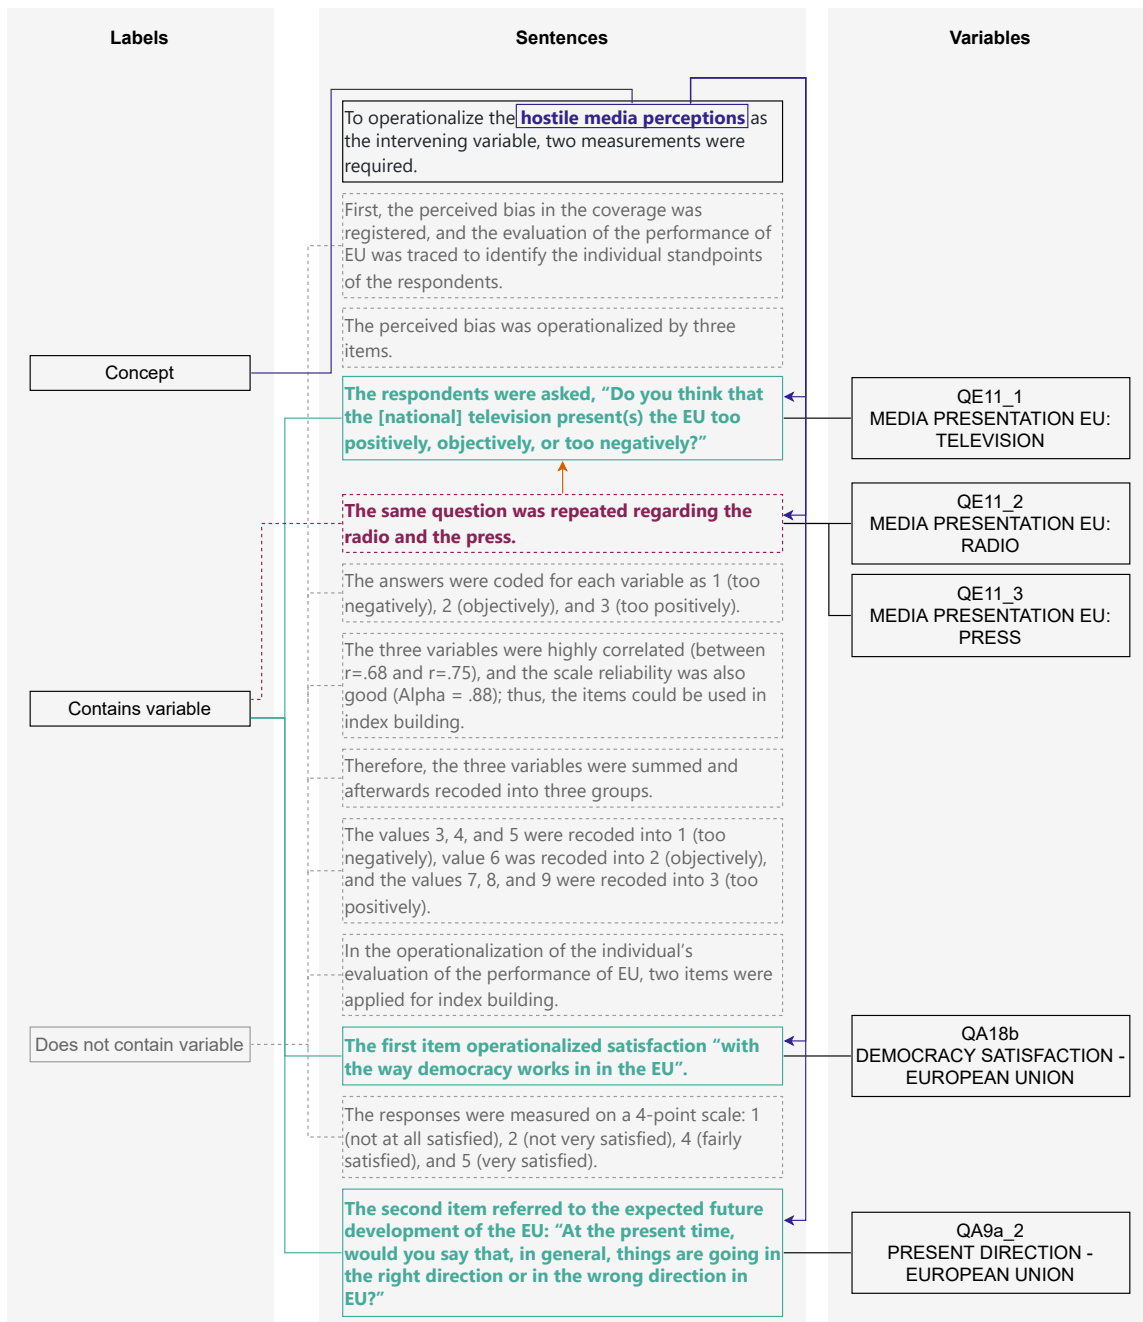 Labels
Sentences
Variables
To operationalize the hostile media perceptions as
the intervening variable, two measurements were
required.
First, the perceived bias in the coverage was
registered, and the evaluation of the performance of
EU was traced to identify the individual standpoints
of the respondents.
The perceived bias was operationalized by three
items.
Concept
The respondents were asked, “Do you think that
the [national] television present(s) the EU too
positively, objectively, or too negatively?”
QE11_1
MEDIA PRESENTATION EU:
TELEVISION
The same question was repeated regarding the
radio and the press.
QE11_2
MEDIA PRESENTATION EU:
RADIO
The answers were coded for each variable as 1 (too
negatively), 2 (objectively), and 3 (too positively).
QE11_3
MEDIA PRESENTATION EU:
PRESS
The three variables were highly correlated (between
r=.68 and r=.75), and the scale reliability was also
good (Alpha = .88); thus, the items could be used in
index building.
Contains variable
Therefore, the three variables were summed and
afterwards recoded into three groups.
The values 3, 4, and 5 were recoded into 1 (too
negatively), value 6 was recoded into 2 (objectively),
and the values 7, 8, and 9 were recoded into 3 (too
positively).
In the operationalization of the individual’s
evaluation of the performance of EU, two items were
applied for index building.
Does not contain variable
The first item operationalized satisfaction “with
the way democracy works in in the EU”.
QA18b
DEMOCRACY SATISFACTION -
EUROPEAN UNION
The responses were measured on a 4-point scale: 1
(not at all satisfied), 2 (not very satisfied), 4 (fairly
satisfied), and 5 (very satisfied).
The second item referred to the expected future
development of the EU: “At the present time,
would you say that, in general, things are going in
the right direction or in the wrong direction in
EU?”
QA9a_2
PRESENT DIRECTION -
EUROPEAN UNION